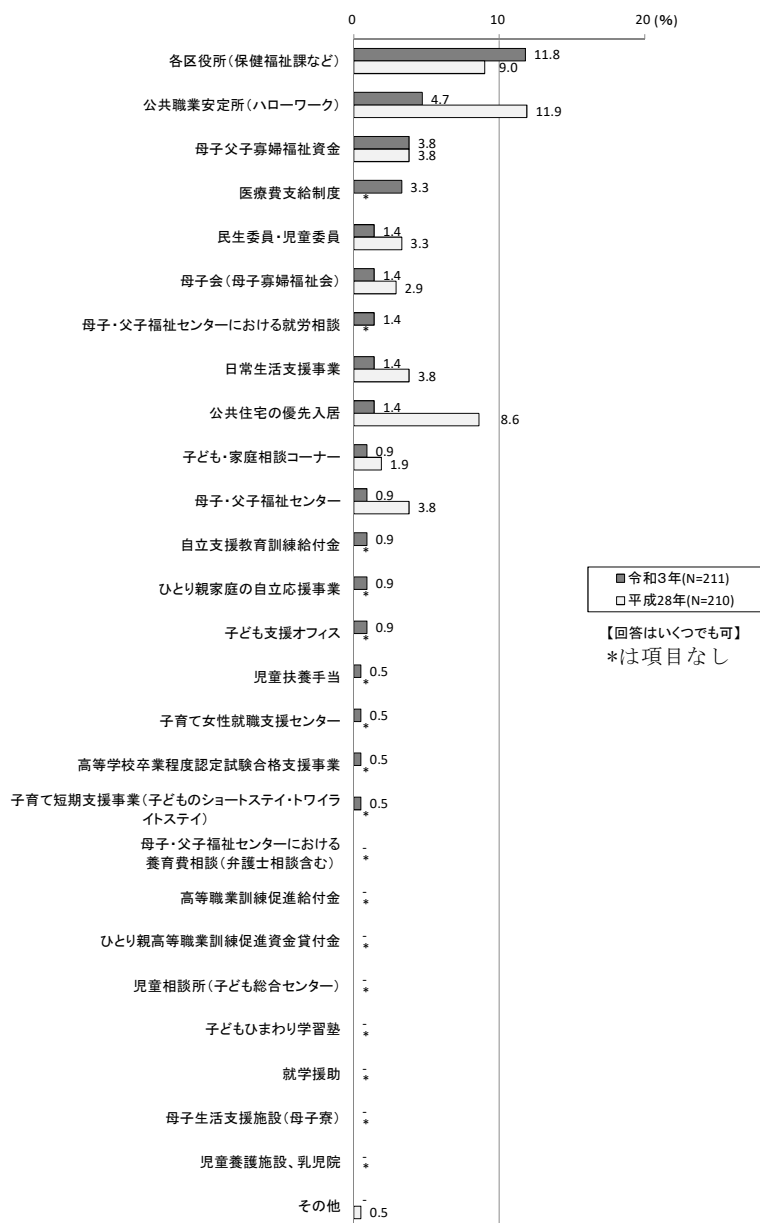 0 10 20 (%)
各区役所(保健福祉課など) 11.8
9.0
公共職業安定所(ハローワーク) 4.7
11.9
母子父子寡婦福祉資金 3.8
3.8
医療費支給制度 3.3
*
民生委員・児童委員 1.4
3.3
母子会(母子寡婦福祉会) 1.4
2.9
母子・父子福祉センターにおける就労相談 1.4
*
日常生活支援事業 1.4
3.8
公共住宅の優先入居 1.4
8.6
子ども・家庭相談コーナー 0.9
1.9
母子・父子福祉センター 0.9
3.8
自立支援教育訓練給付金 0.9
*
ひとり親家庭の自立応援事業 0.9
*
子ども支援オフィス 0.9
*
児童扶養手当 0.5
*
子育て女性就職支援センター 0.5
*
高等学校卒業程度認定試験合格支援事業 0.5
*
子育て短期支援事業(子どものショートステイ・トワイラ 0.5
イトステイ) *
母子・父子福祉センターにおける -
養育費相談(弁護士相談含む) *
高等職業訓練促進給付金 -
*
ひとり親高等職業訓練促進資金貸付金 -
*
児童相談所(子ども総合センター) -
*
子どもひまわり学習塾 -
*
就学援助 -
*
母子生活支援施設(母子寮) -
*
児童養護施設、乳児院 -
*
その他 -
0.5
令和3年(N=211)
平成28年(N=210)
【回答はいくつでも可】
*は項目なし